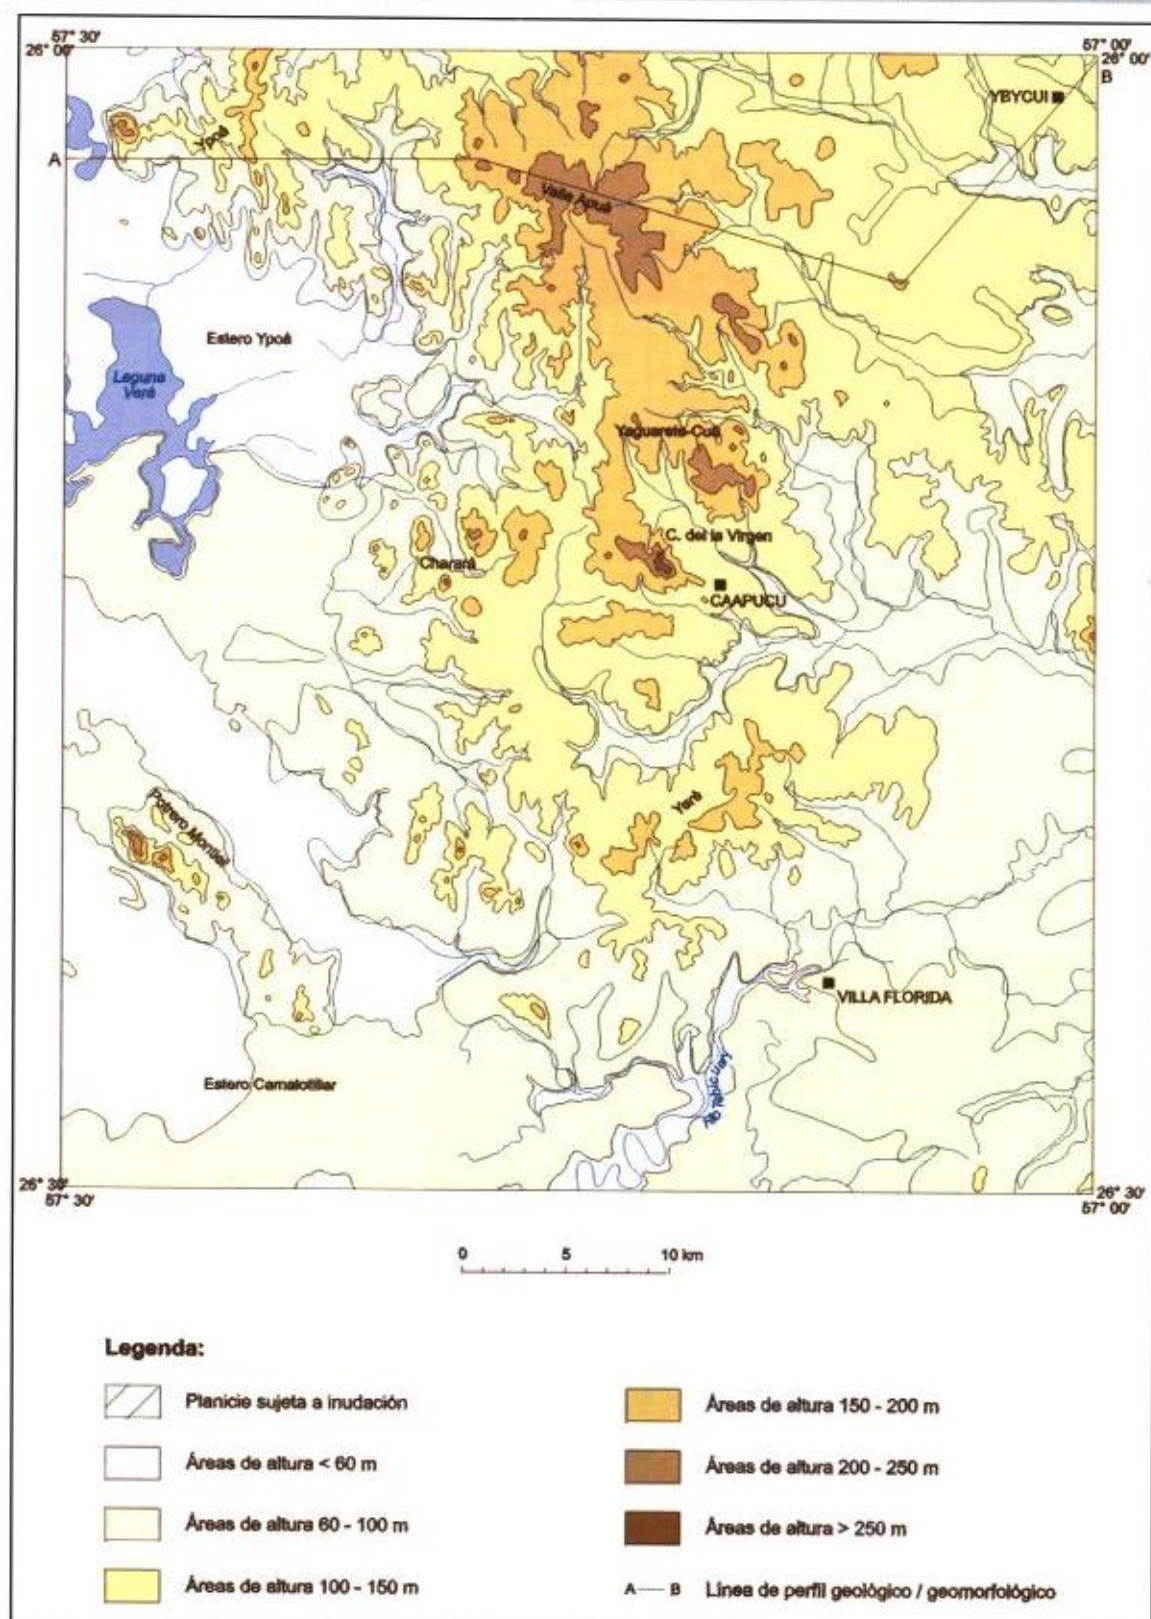 57° 30'
26° 00'
57° 00'
26° 00'
B
YBYCUI
Ypoá
A
Valle Apuá
Estero Ypoá
Laguna
Verá
Yaguareté-Cuá
C. del la Virgen
Charará
CAAPUCU
Yaré
Potrero Montiel
VILLA FLORIDA
Estero Camalotillar
Río Tebicuary
26° 30'
57° 30'
26° 30'
57° 00'
0 5 10 km
Legenda:
Planicie sujeta a inudación
Áreas de altura < 60 m
Áreas de altura 60 - 100 m
Áreas de altura 100 - 150 m
Áreas de altura 150 - 200 m
Áreas de altura 200 - 250 m
Áreas de altura > 250 m
A — B Línea de perfil geológico / geomorfológico